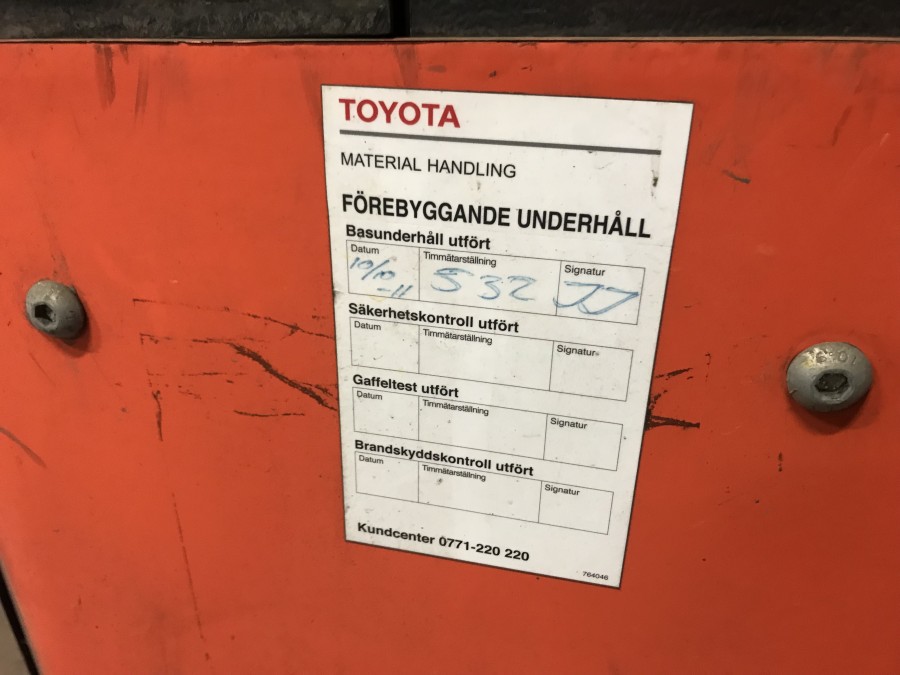 TOYOTA
MATERIAL HANDLING
FÖREBYGGANDE UNDERHÅLL
Basunderhåll utfört
Datum Timmätarställning Signatur
10/10 -11 532 JJ
Säkerhetskontroll utfört
Datum Timmätarställning Signatur
Gaffeltest utfört
Datum Timmätarställning Signatur
Brandskyddskontroll utfört
Datum Timmätarställning Signatur
Kundcenter 0771-220 220
764046